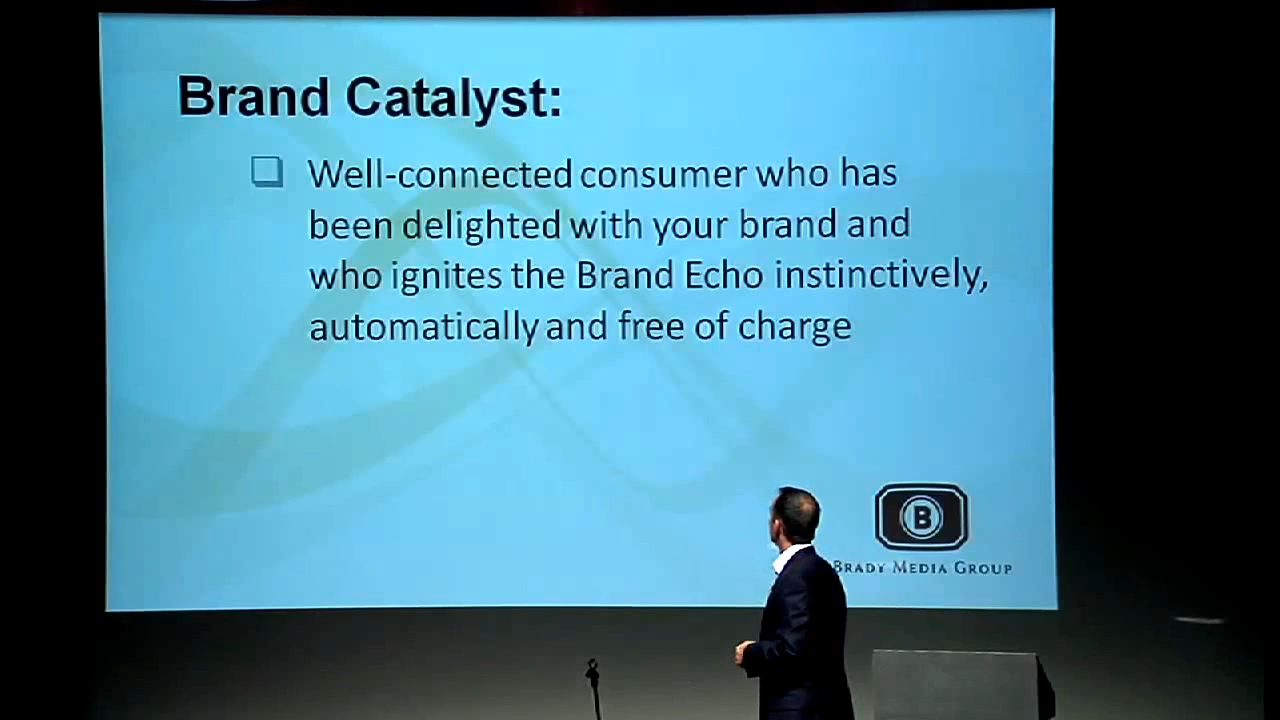 Brand Catalyst:
Well-connected consumer who has
been delighted with your brand and
who ignites the Brand Echo instinctively,
automatically and free of charge
B
BRADY MEDIA GROUP